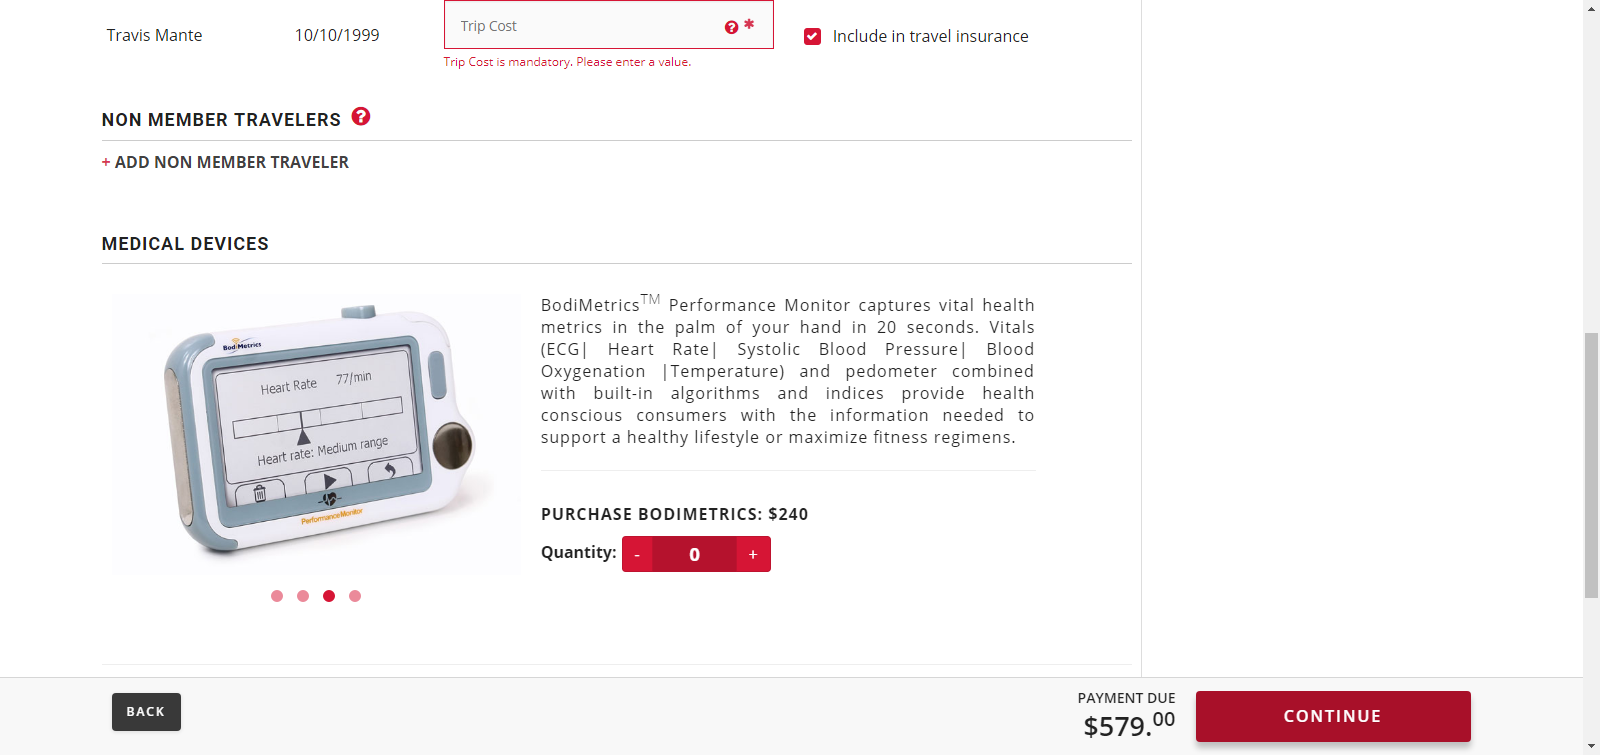 Travis Mante 10/10/1999 Trip Cost ? * Include in travel insurance
Trip Cost is mandatory. Please enter a value.
NON MEMBER TRAVELERS ?
+ ADD NON MEMBER TRAVELER
MEDICAL DEVICES
BodiMetrics
Heart Rate 77/min
Heart rate: Medium range
PerformanceMonitor
BodiMetricsTM Performance Monitor captures vital health
metrics in the palm of your hand in 20 seconds. Vitals
(ECG| Heart Rate| Systolic Blood Pressure| Blood
Oxygenation |Temperature) and pedometer combined
with built-in algorithms and indices provide health
conscious consumers with the information needed to
support a healthy lifestyle or maximize fitness regimens.
PURCHASE BODIMETRICS: $240
Quantity: - 0 +
BACK
PAYMENT DUE
$579.00
CONTINUE